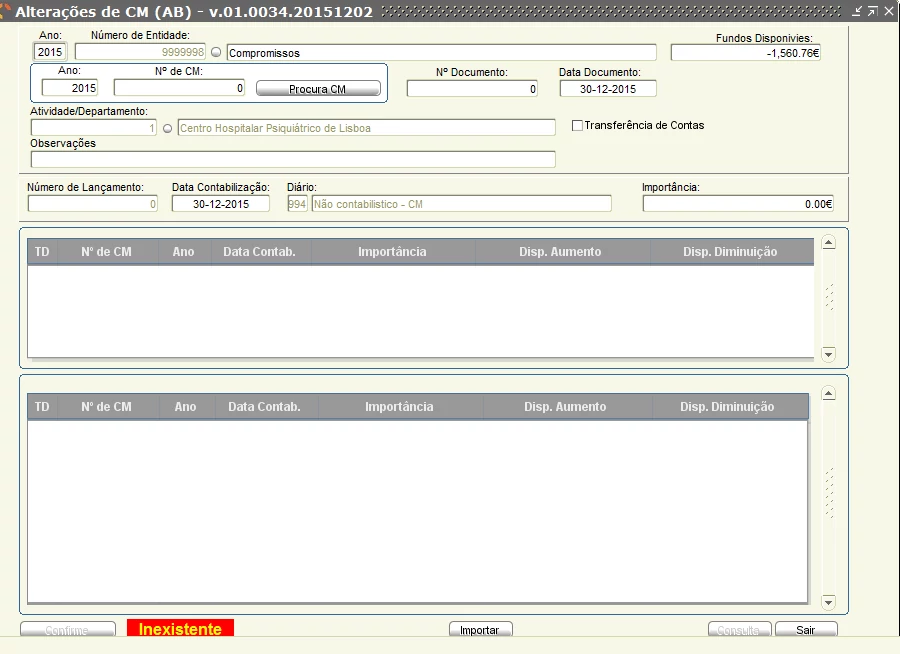 Alterações de CM (AB) - v.01.0034.20151202
Ano: Número de Entidade: Fundos Disponivies:
2015 9999998 Compromissos -1,560.76€
Ano: Nº de CM: Nº Documento: Data Documento:
2015 0 Procura CM 0 30-12-2015
Atividade/Departamento:
1 Centro Hospitalar Psiquiátrico de Lisboa Transferência de Contas
Observações
Número de Lançamento: Data Contabilização: Diário: Importância:
0 30-12-2015 994 Não contabilistico - CM 0.00€
TD Nº de CM Ano Data Contab. Importância Disp. Aumento Disp. Diminuição
TD Nº de CM Ano Data Contab. Importância Disp. Aumento Disp. Diminuição
Confirme Inexistente Importar Consulta Sair